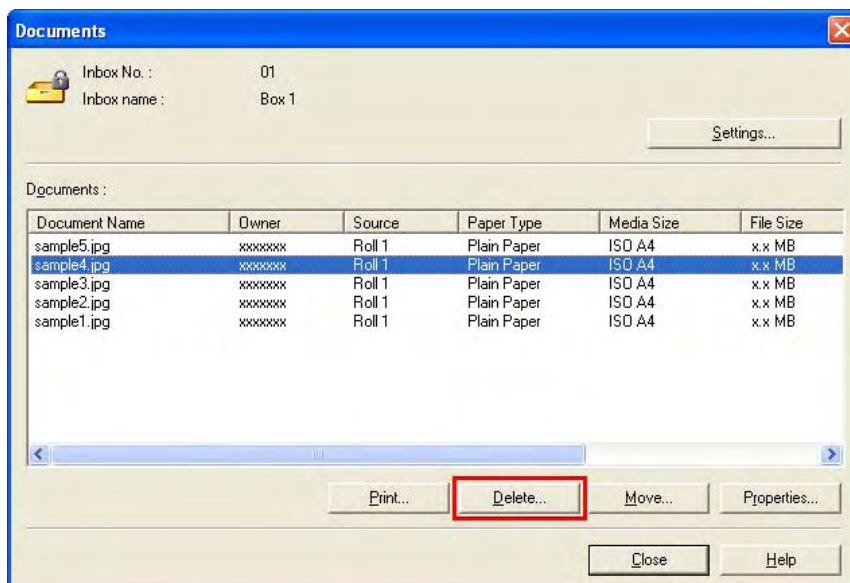 Documents
Inbox No. : 01
Inbox name : Box 1
Settings...
Documents :
Document Name Owner Source Paper Type Media Size File Size
sample5.jpg xxxxxxx Roll 1 Plain Paper ISO A4 x.x MB
sample4.jpg xxxxxxx Roll 1 Plain Paper ISO A4 x.x MB
sample3.jpg xxxxxxx Roll 1 Plain Paper ISO A4 x.x MB
sample2.jpg xxxxxxx Roll 1 Plain Paper ISO A4 x.x MB
sample1.jpg xxxxxxx Roll 1 Plain Paper ISO A4 x.x MB
Print... Delete... Move... Properties...
Close Help